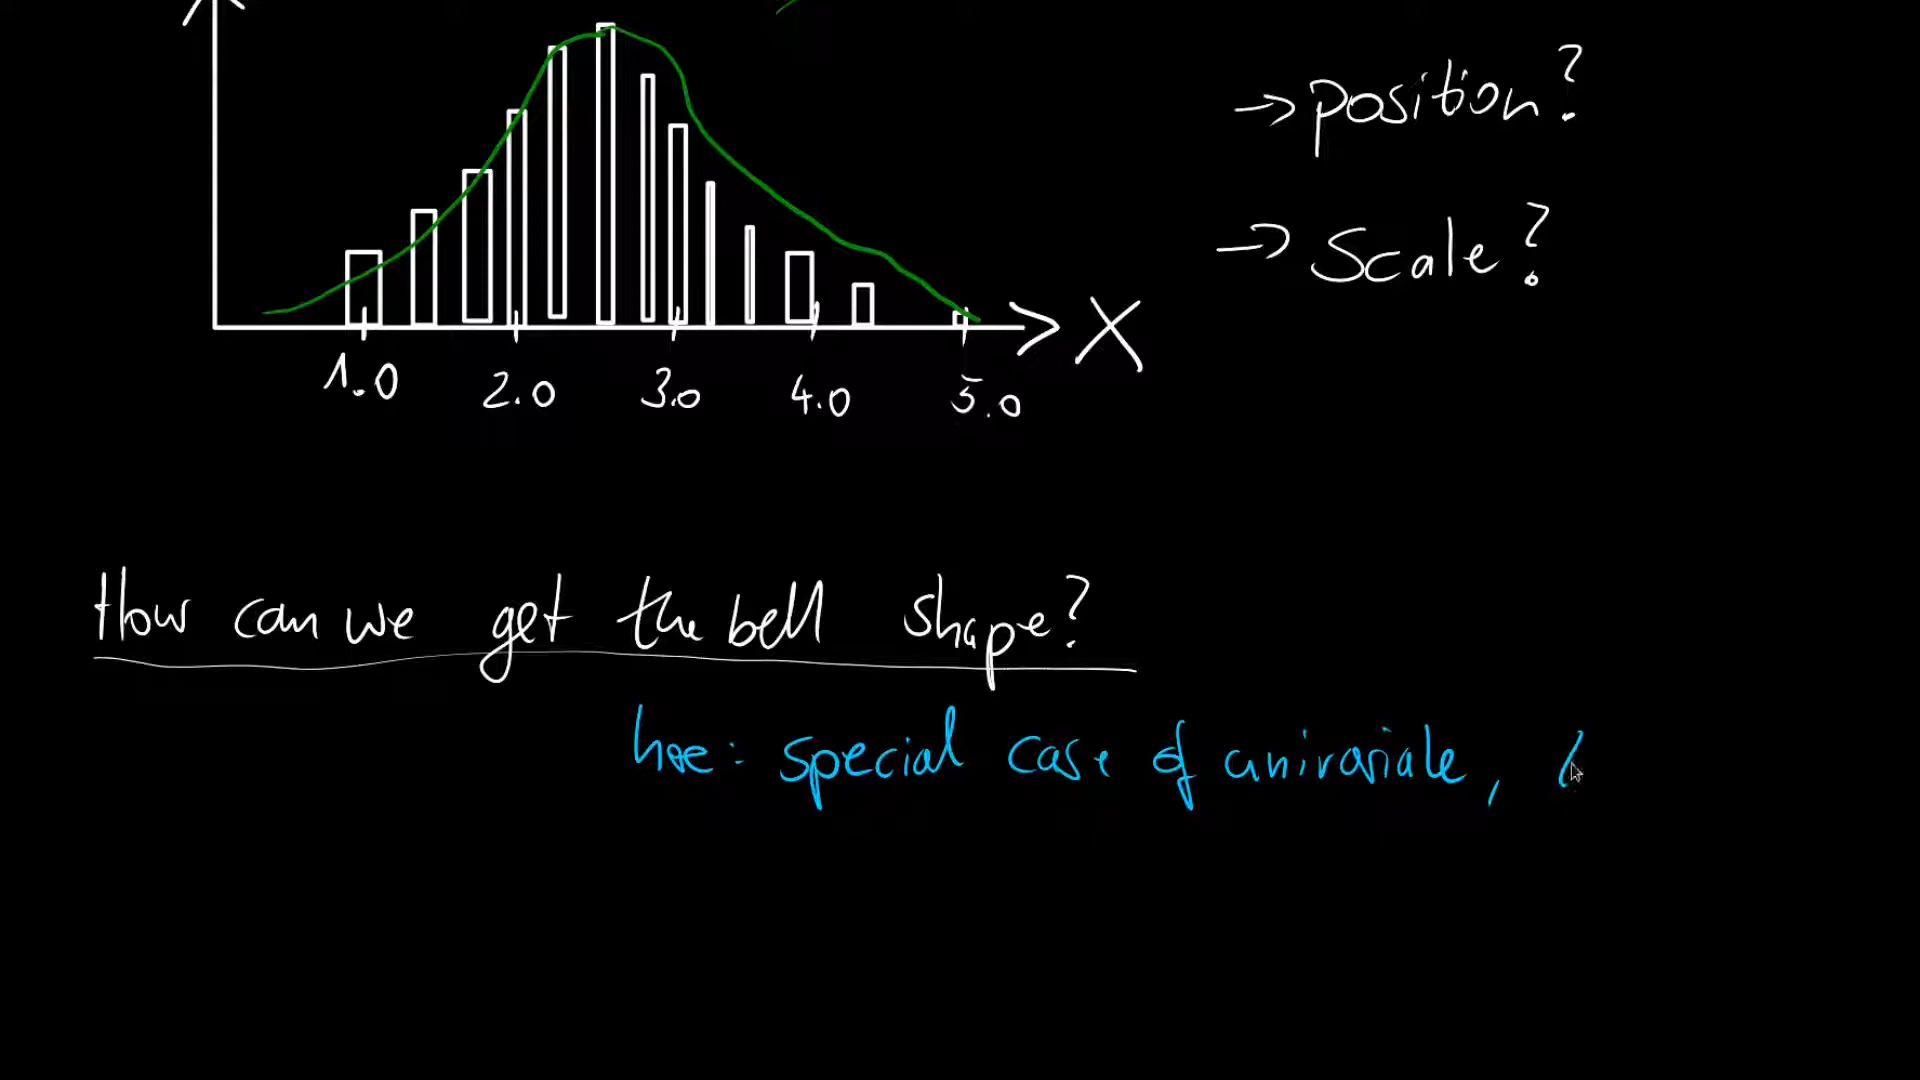 → position?
→ Scale?
X
1.0 2.0 3.0 4.0 5.0
How can we get the bell shape?
here: special case of univariate,